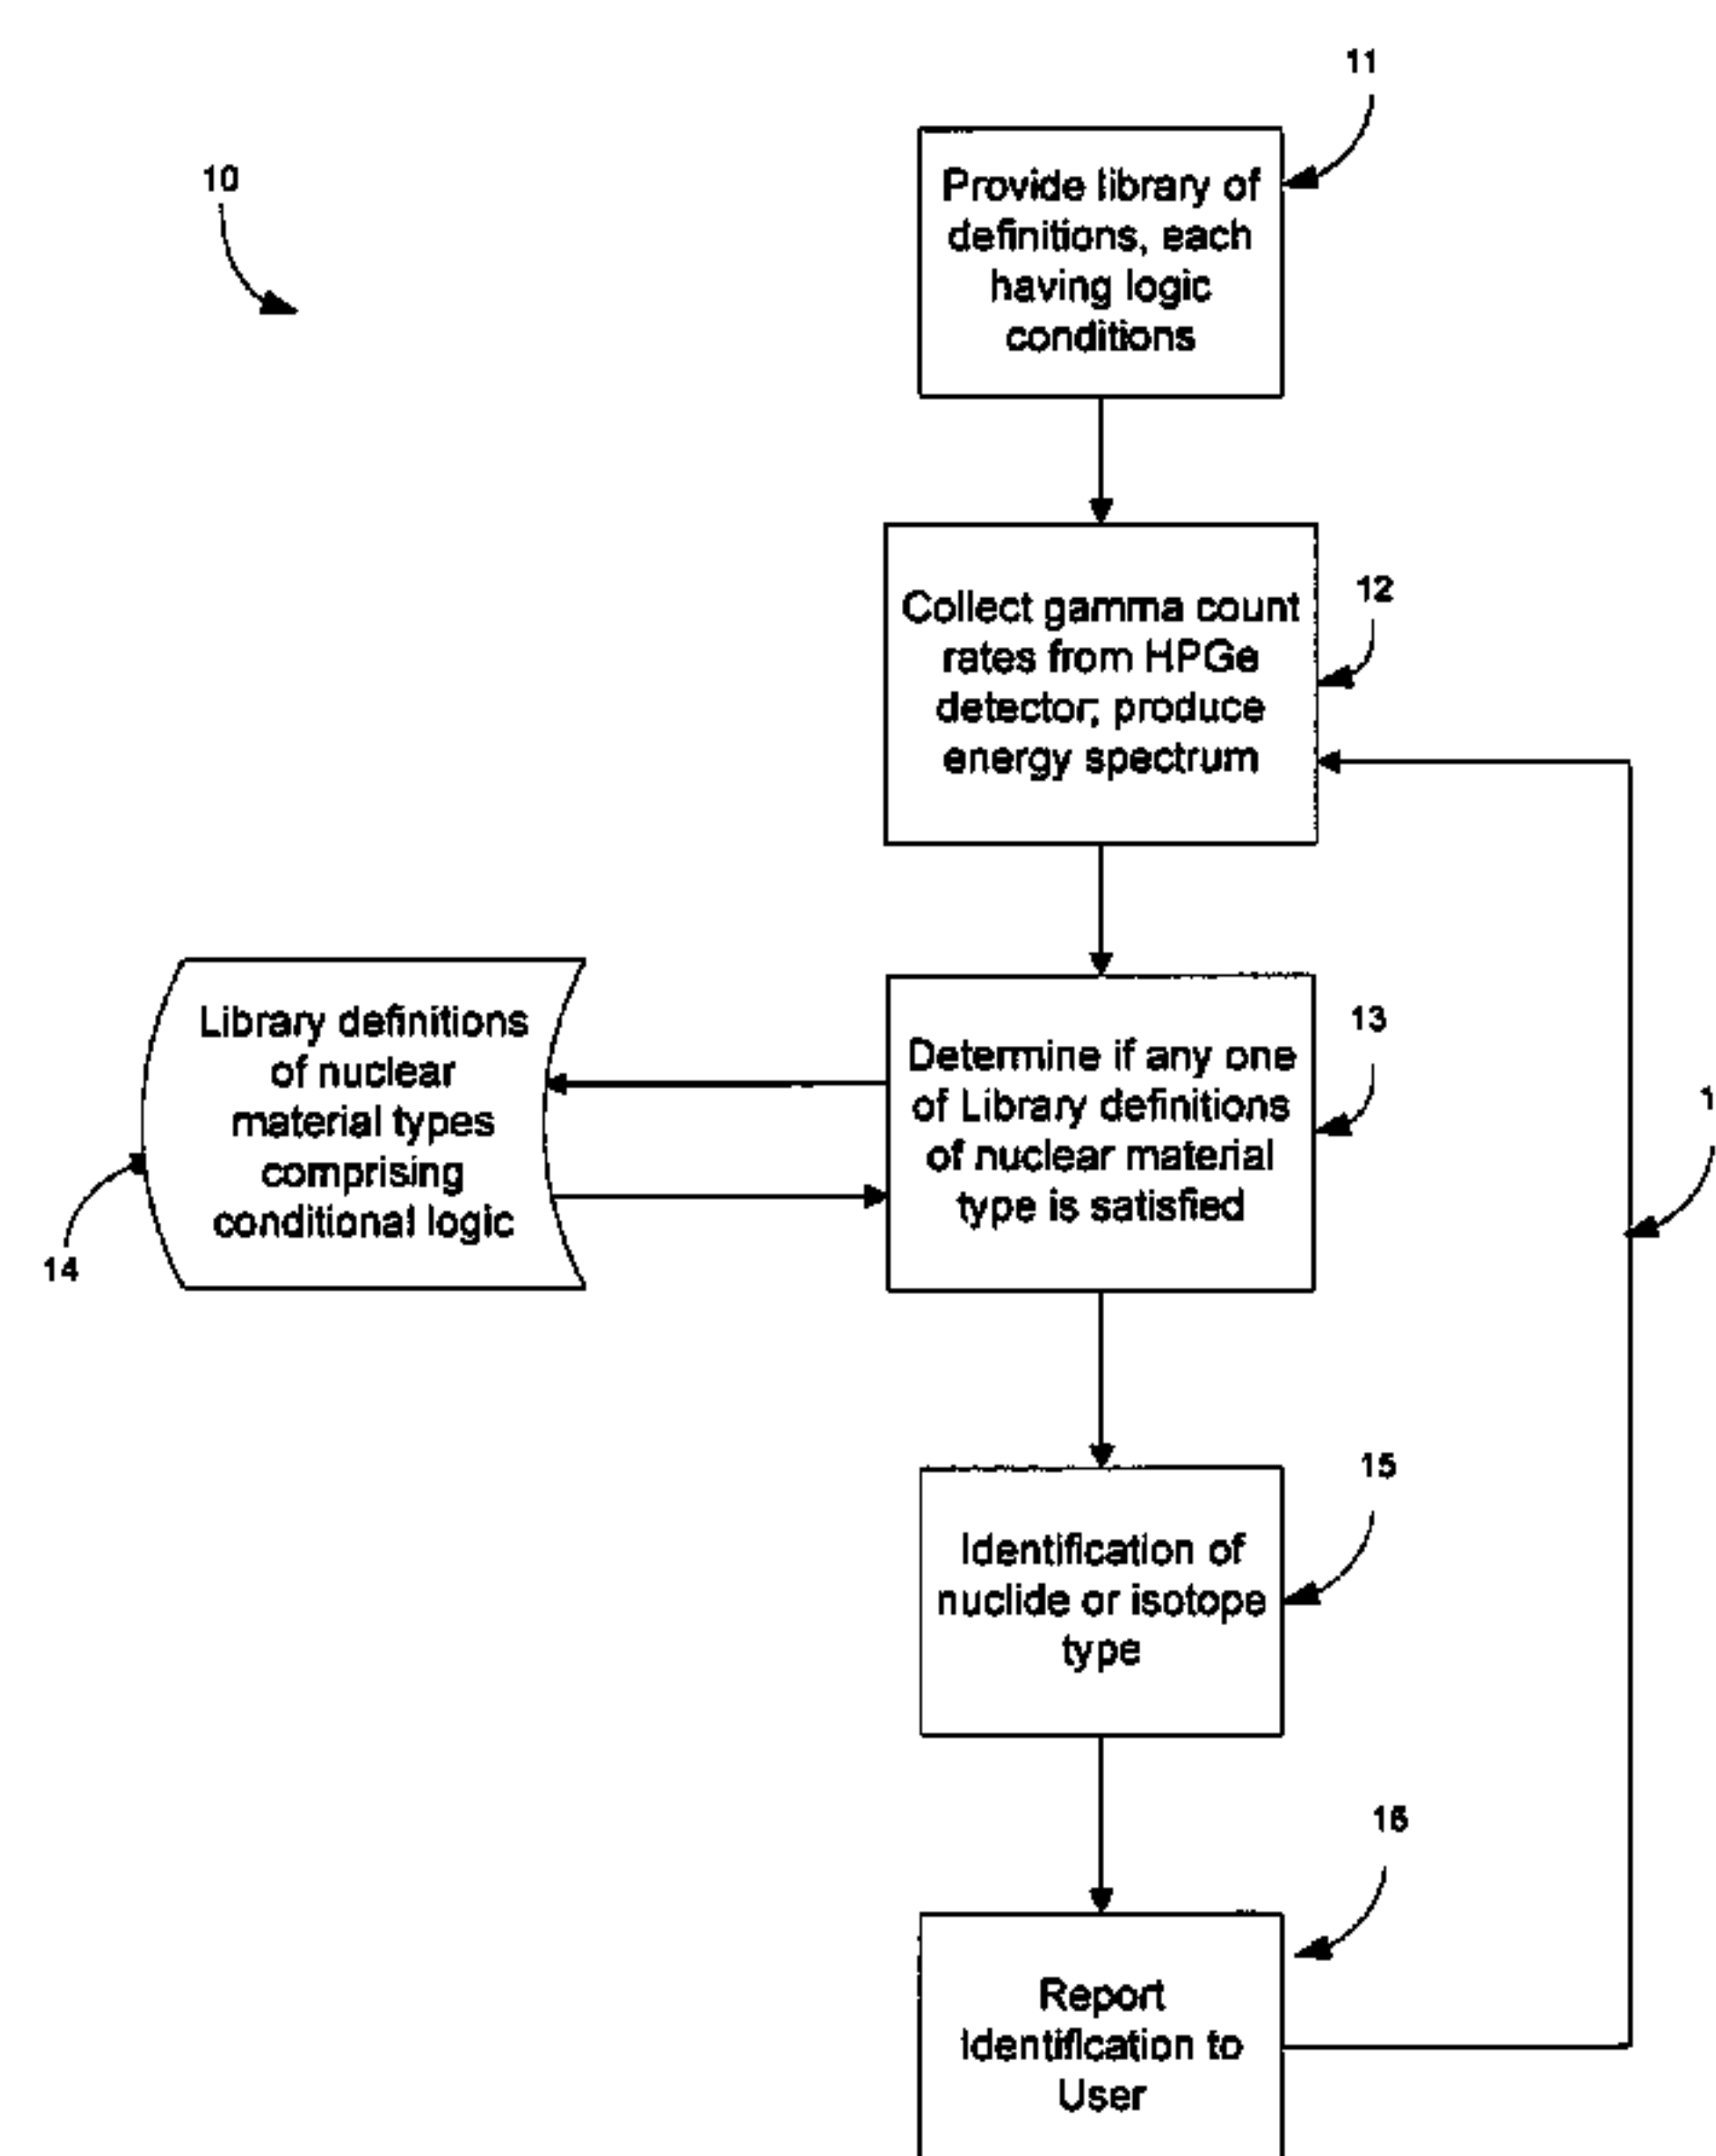 11
10
Provide library of
definitions, each
having logic
conditions
12
Collect gamma count
rates from HPGe
detector; produce
energy spectrum
13
Library definitions
of nuclear
material types
comprising
conditional logic
Determine if any one
of Library definitions
of nuclear material
type is satisfied
1
14
15
Identification of
nuclide or isotope
type
16
Report
Identification to
User